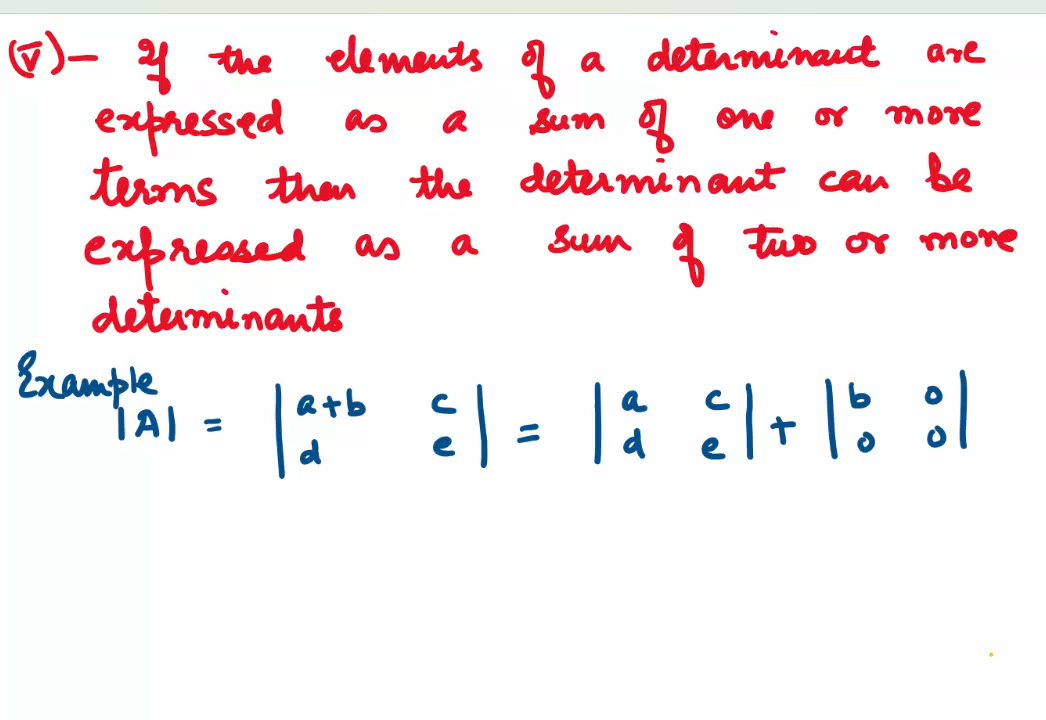 (v)- If the elements of a determinant are
expressed as a sum of one or more
terms then the determinant can be
expressed as a sum of two or more
determinants
Example
|A| = |a+b c| = |a c| + |b 0|
|d e| |d e| |0 0|